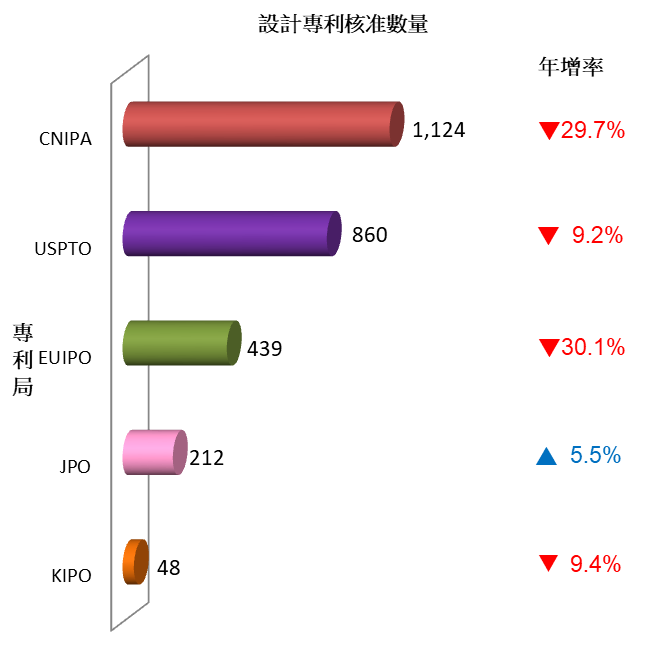 設計專利核准數量
年增率
CNIPA 1,124 ▼29.7%
USPTO 860 ▼ 9.2%
專利局
EUIPO 439 ▼30.1%
JPO 212 ▲ 5.5%
KIPO 48 ▼ 9.4%